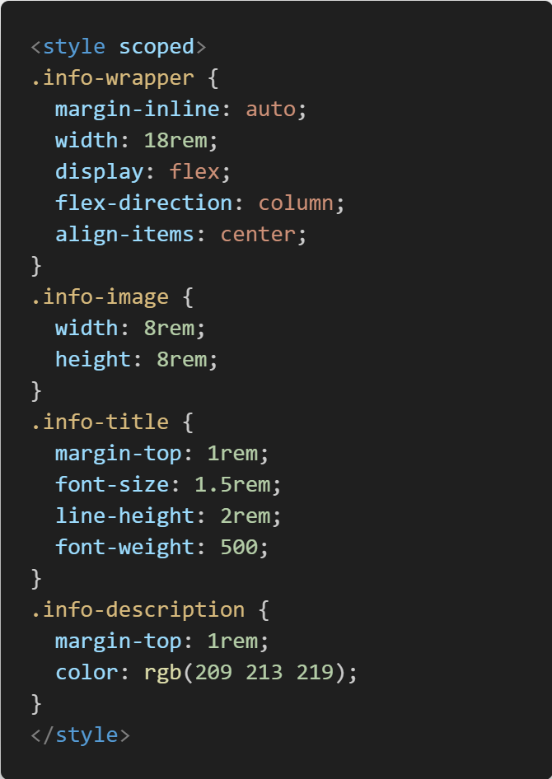 <style scoped>
.info-wrapper {
  margin-inline: auto;
  width: 18rem;
  display: flex;
  flex-direction: column;
  align-items: center;
}
.info-image {
  width: 8rem;
  height: 8rem;
}
.info-title {
  margin-top: 1rem;
  font-size: 1.5rem;
  line-height: 2rem;
  font-weight: 500;
}
.info-description {
  margin-top: 1rem;
  color: rgb(209 213 219);
}
</style>